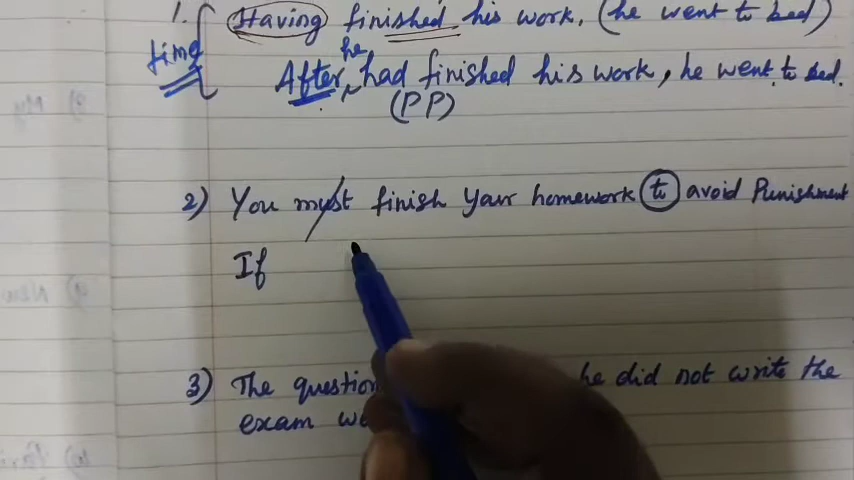 1. Having finished his work, (he went to bed)
time
he
After, had finished his work, he went to bed.
(PP)
2) You must finish your homework to avoid Punishment
If
3) The question he did not write the
exam